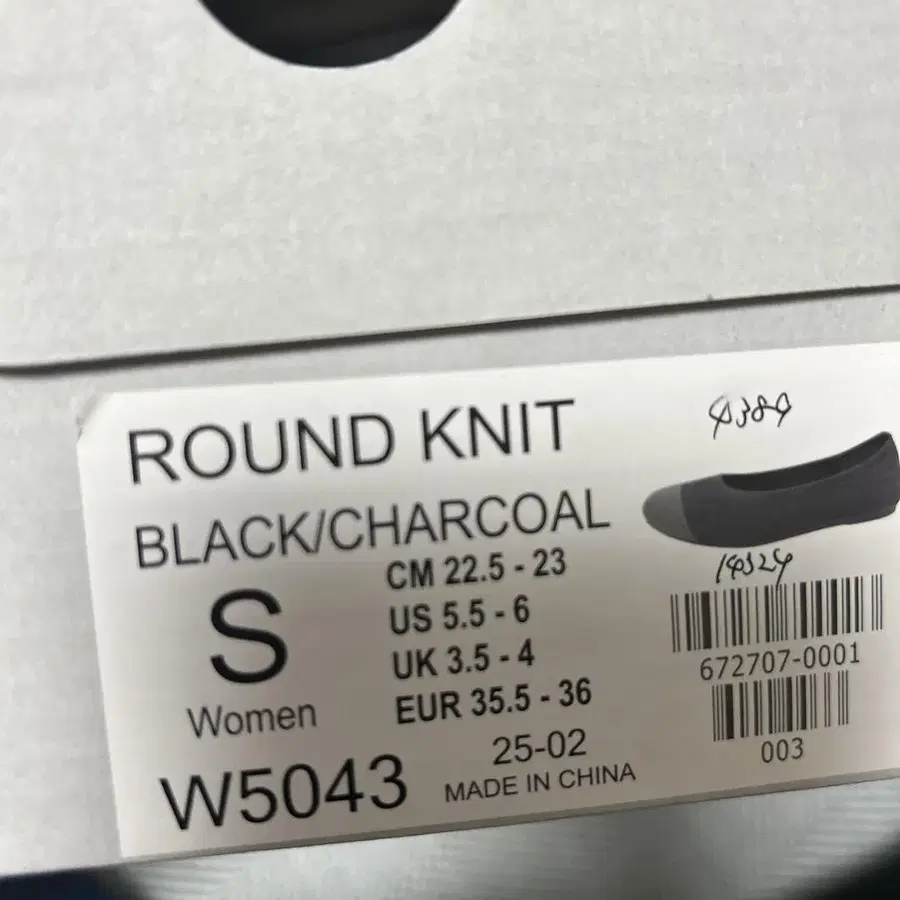 ROUND KNIT
BLACK/CHARCOAL
S
Women
CM 22.5 - 23
US 5.5 - 6
UK 3.5 - 4
EUR 35.5 - 36
W5043
25-02
MADE IN CHINA
672707-0001
003